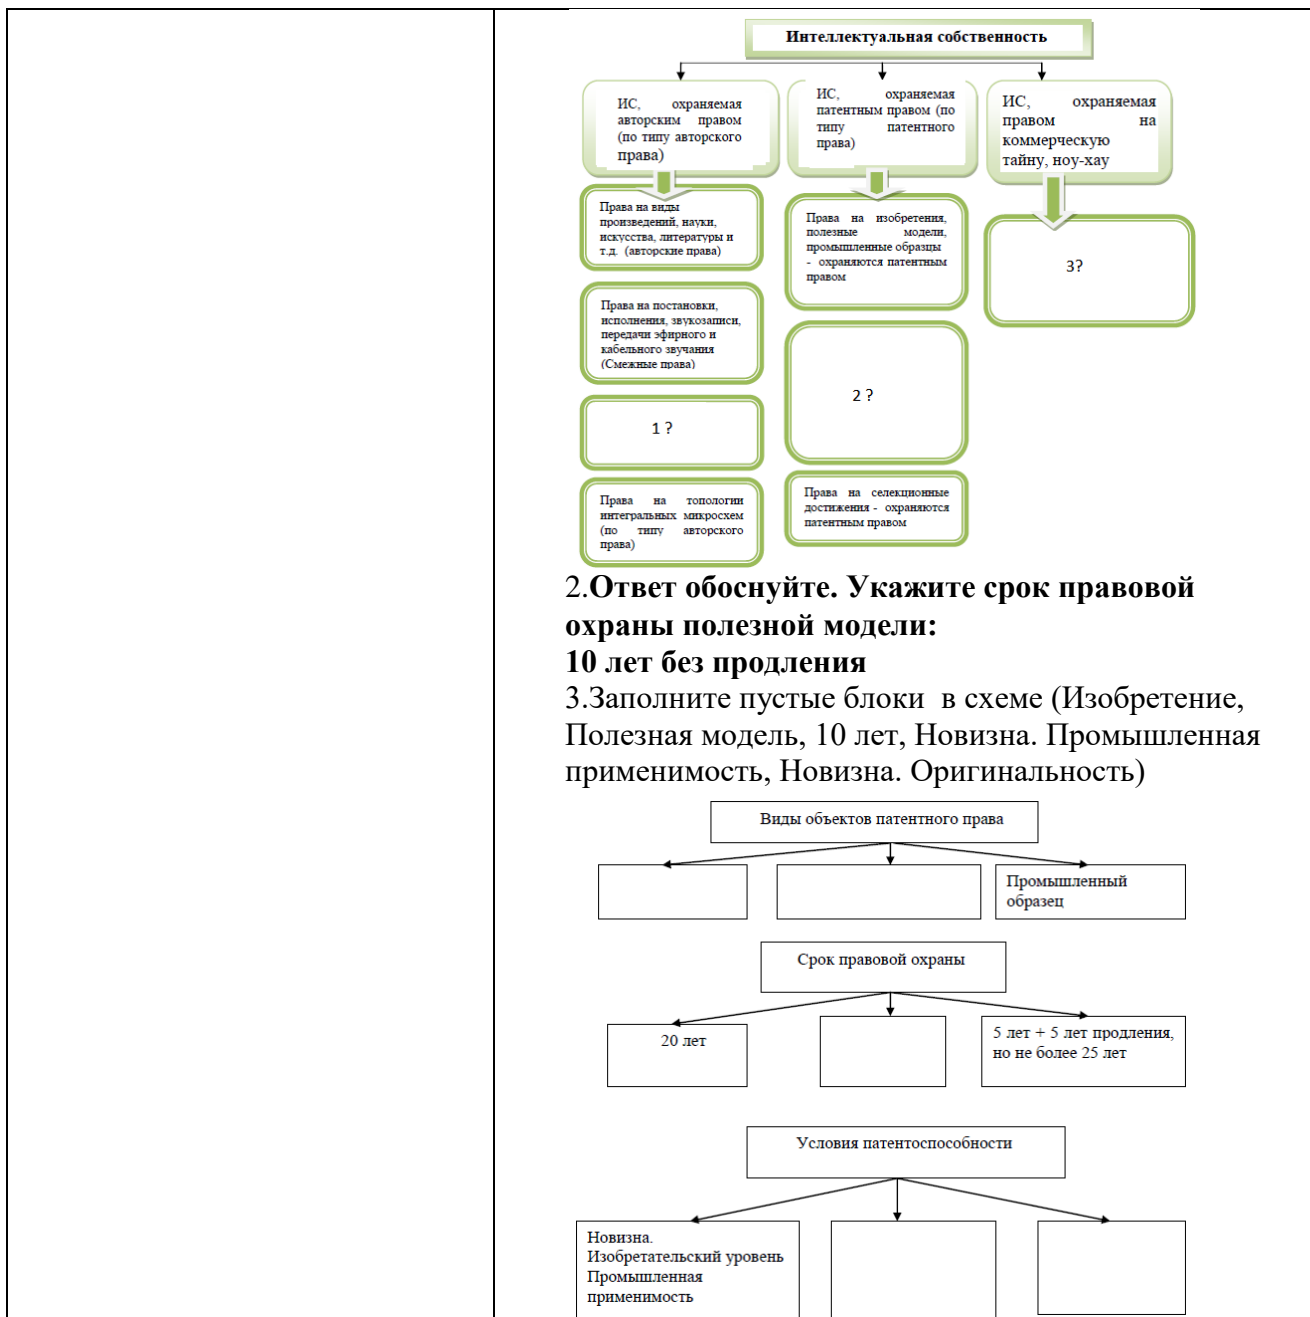 Интеллектуальная собственность
ИС, охраняемая
авторским правом
(по типу авторского
права)
ИС, охраняемая
патентным правом (по
типу патентного
права)
ИС, охраняемая
правом на
коммерческую
тайну, ноу-хау
Права на виды
произведений, науки,
искусства, литературы и
т.д. (авторские права)
Права на постановки,
исполнения, звукозаписи,
передачи эфирного и
кабельного звучания
(Смежные права)
1 ?
Права на топологии
интегральных микросхем
(по типу авторского
права)
Права на изобретения,
полезные модели,
промышленные образцы
- охраняются патентным
правом
2 ?
Права на селекционные
достижения - охраняются
патентным правом
3?
2.Ответ обоснуйте. Укажите срок правовой
охраны полезной модели:
10 лет без продления
3.Заполните пустые блоки в схеме (Изобретение,
Полезная модель, 10 лет, Новизна. Промышленная
применимость, Новизна. Оригинальность)
Виды объектов патентного права
Промышленный
образец
Срок правовой охраны
20 лет
5 лет + 5 лет продления,
но не более 25 лет
Условия патентоспособности
Новизна.
Изобретательский уровень
Промышленная
применимость